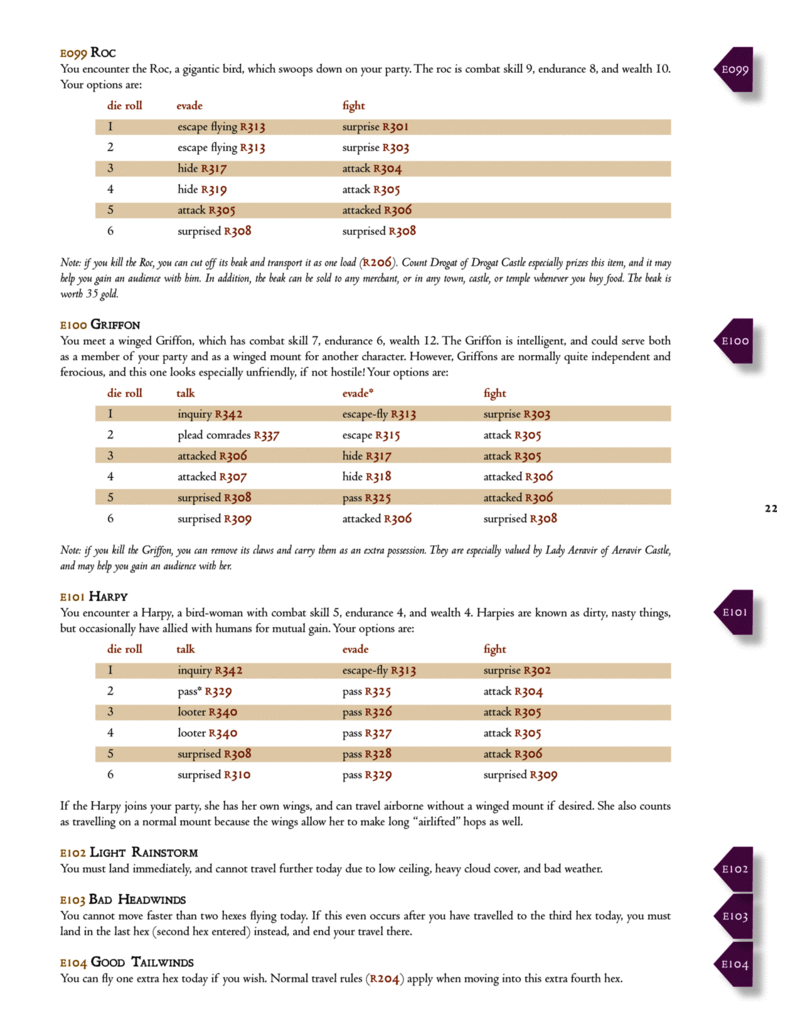 E099 ROC
You encounter the Roc, a gigantic bird, which swoops down on your party. The roc is combat skill 9, endurance 8, and wealth 10.
Your options are:
die roll evade fight
1 escape flying R313 surprise R301
2 escape flying R313 surprise R303
3 hide R317 attack R304
4 hide R319 attack R305
5 attack R305 attacked R306
6 surprised R308 surprised R308
Note: if you kill the Roc, you can cut off its beak and transport it as one load (R206). Count Drogat of Drogat Castle especially prizes this item, and it may
help you gain an audience with him. In addition, the beak can be sold to any merchant, or in any town, castle, or temple whenever you buy food. The beak is
worth 35 gold.
E099
E100 GRIFFON
You meet a winged Griffon, which has combat skill 7, endurance 6, wealth 12. The Griffon is intelligent, and could serve both
as a member of your party and as a winged mount for another character. However, Griffons are normally quite independent and
ferocious, and this one looks especially unfriendly, if not hostile! Your options are:
die roll talk evade* fight
1 inquiry R342 escape-fly R313 surprise R303
2 plead comrades R337 escape R315 attack R305
3 attacked R306 hide R317 attack R305
4 attacked R307 hide R318 attacked R306
5 surprised R308 pass R325 attacked R306
6 surprised R309 attacked R306 surprised R308
Note: if you kill the Griffon, you can remove its claws and carry them as an extra possession. They are especially valued by Lady Aeravir of Aeravir Castle,
and may help you gain an audience with her.
E100
22
E101 HARPY
You encounter a Harpy, a bird-woman with combat skill 5, endurance 4, and wealth 4. Harpies are known as dirty, nasty things,
but occasionally have allied with humans for mutual gain. Your options are:
die roll talk evade fight
1 inquiry R342 escape-fly R313 surprise R302
2 pass* R329 pass R325 attack R304
3 looter R340 pass R326 attack R305
4 looter R340 pass R327 attack R305
5 surprised R308 pass R328 attack R306
6 surprised R310 pass R329 surprised R309
If the Harpy joins your party, she has her own wings, and can travel airborne without a winged mount if desired. She also counts
as travelling on a normal mount because the wings allow her to make long “airlifted” hops as well.
E101
E102 LIGHT RAINSTORM
You must land immediately, and cannot travel further today due to low ceiling, heavy cloud cover, and bad weather.
E102
E103 BAD HEADWINDS
You cannot move faster than two hexes flying today. If this even occurs after you have travelled to the third hex today, you must
land in the last hex (second hex entered) instead, and end your travel there.
E103
E104 GOOD TAILWINDS
You can fly one extra hex today if you wish. Normal travel rules (R204) apply when moving into this extra fourth hex.
E104